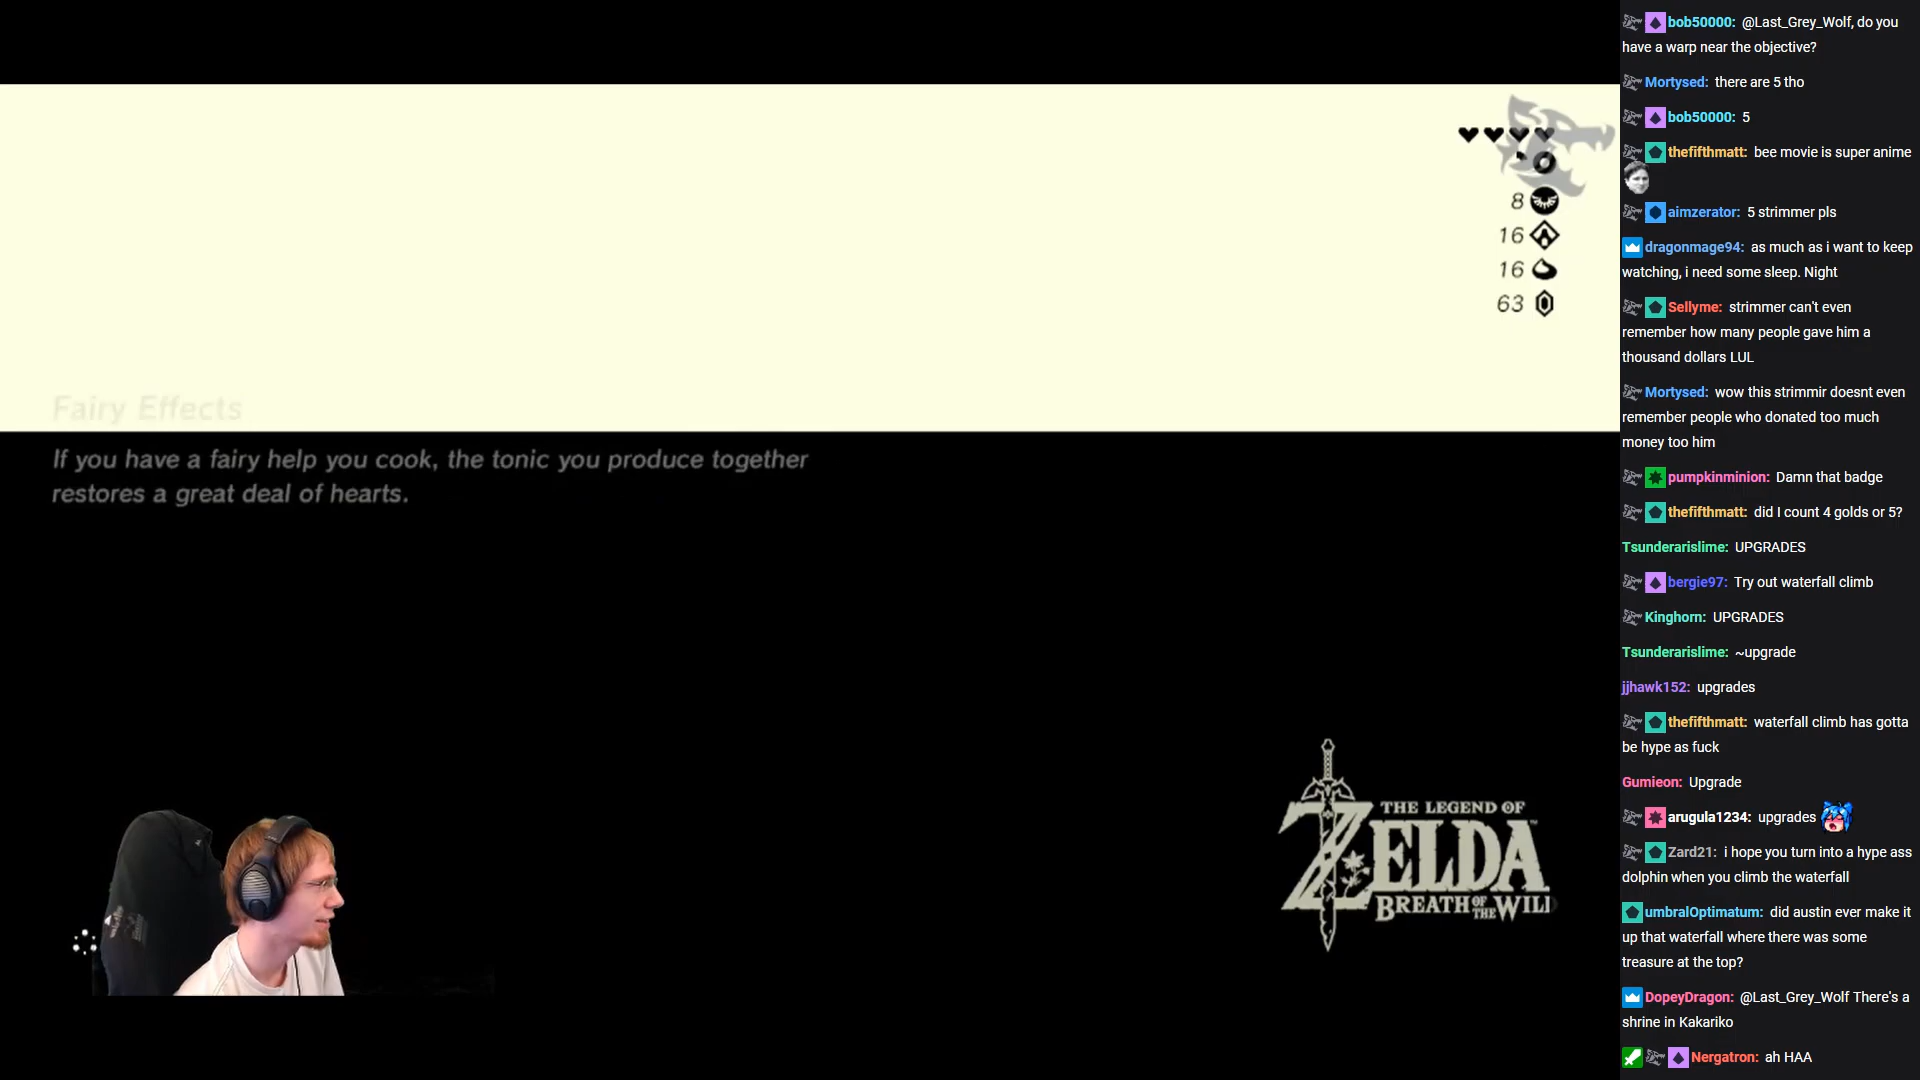 8
16
16
63
Fairy Effects
If you have a fairy help you cook, the tonic you produce together
restores a great deal of hearts.
THE LEGEND OF
ZELDA
BREATH OF THE WILD
bob50000: @Last_Grey_Wolf, do you
have a warp near the objective?
Mortysed: there are 5 tho
bob50000: 5
thefifthmatt: bee movie is super anime
aimzerator: 5 strimmer pls
dragonmage94: as much as i want to keep
watching, i need some sleep. Night
Sellyme: strimmer can't even
remember how many people gave him a
thousand dollars LUL
Mortysed: wow this strimmir doesnt even
remember people who donated too much
money too him
pumpkinminion: Damn that badge
thefifthmatt: did I count 4 golds or 5?
Tsunderarislime: UPGRADES
bergie97: Try out waterfall climb
Kinghorn: UPGRADES
Tsunderarislime: ~upgrade
jjhawk152: upgrades
thefifthmatt: waterfall climb has gotta
be hype as fuck
Gumieon: Upgrade
arugula1234: upgrades
Zard21: i hope you turn into a hype ass
dolphin when you climb the waterfall
umbralOptimatum: did austin ever make it
up that waterfall where there was some
treasure at the top?
DopeyDragon: @Last_Grey_Wolf There's a
shrine in Kakariko
Nergatron: ah HAA